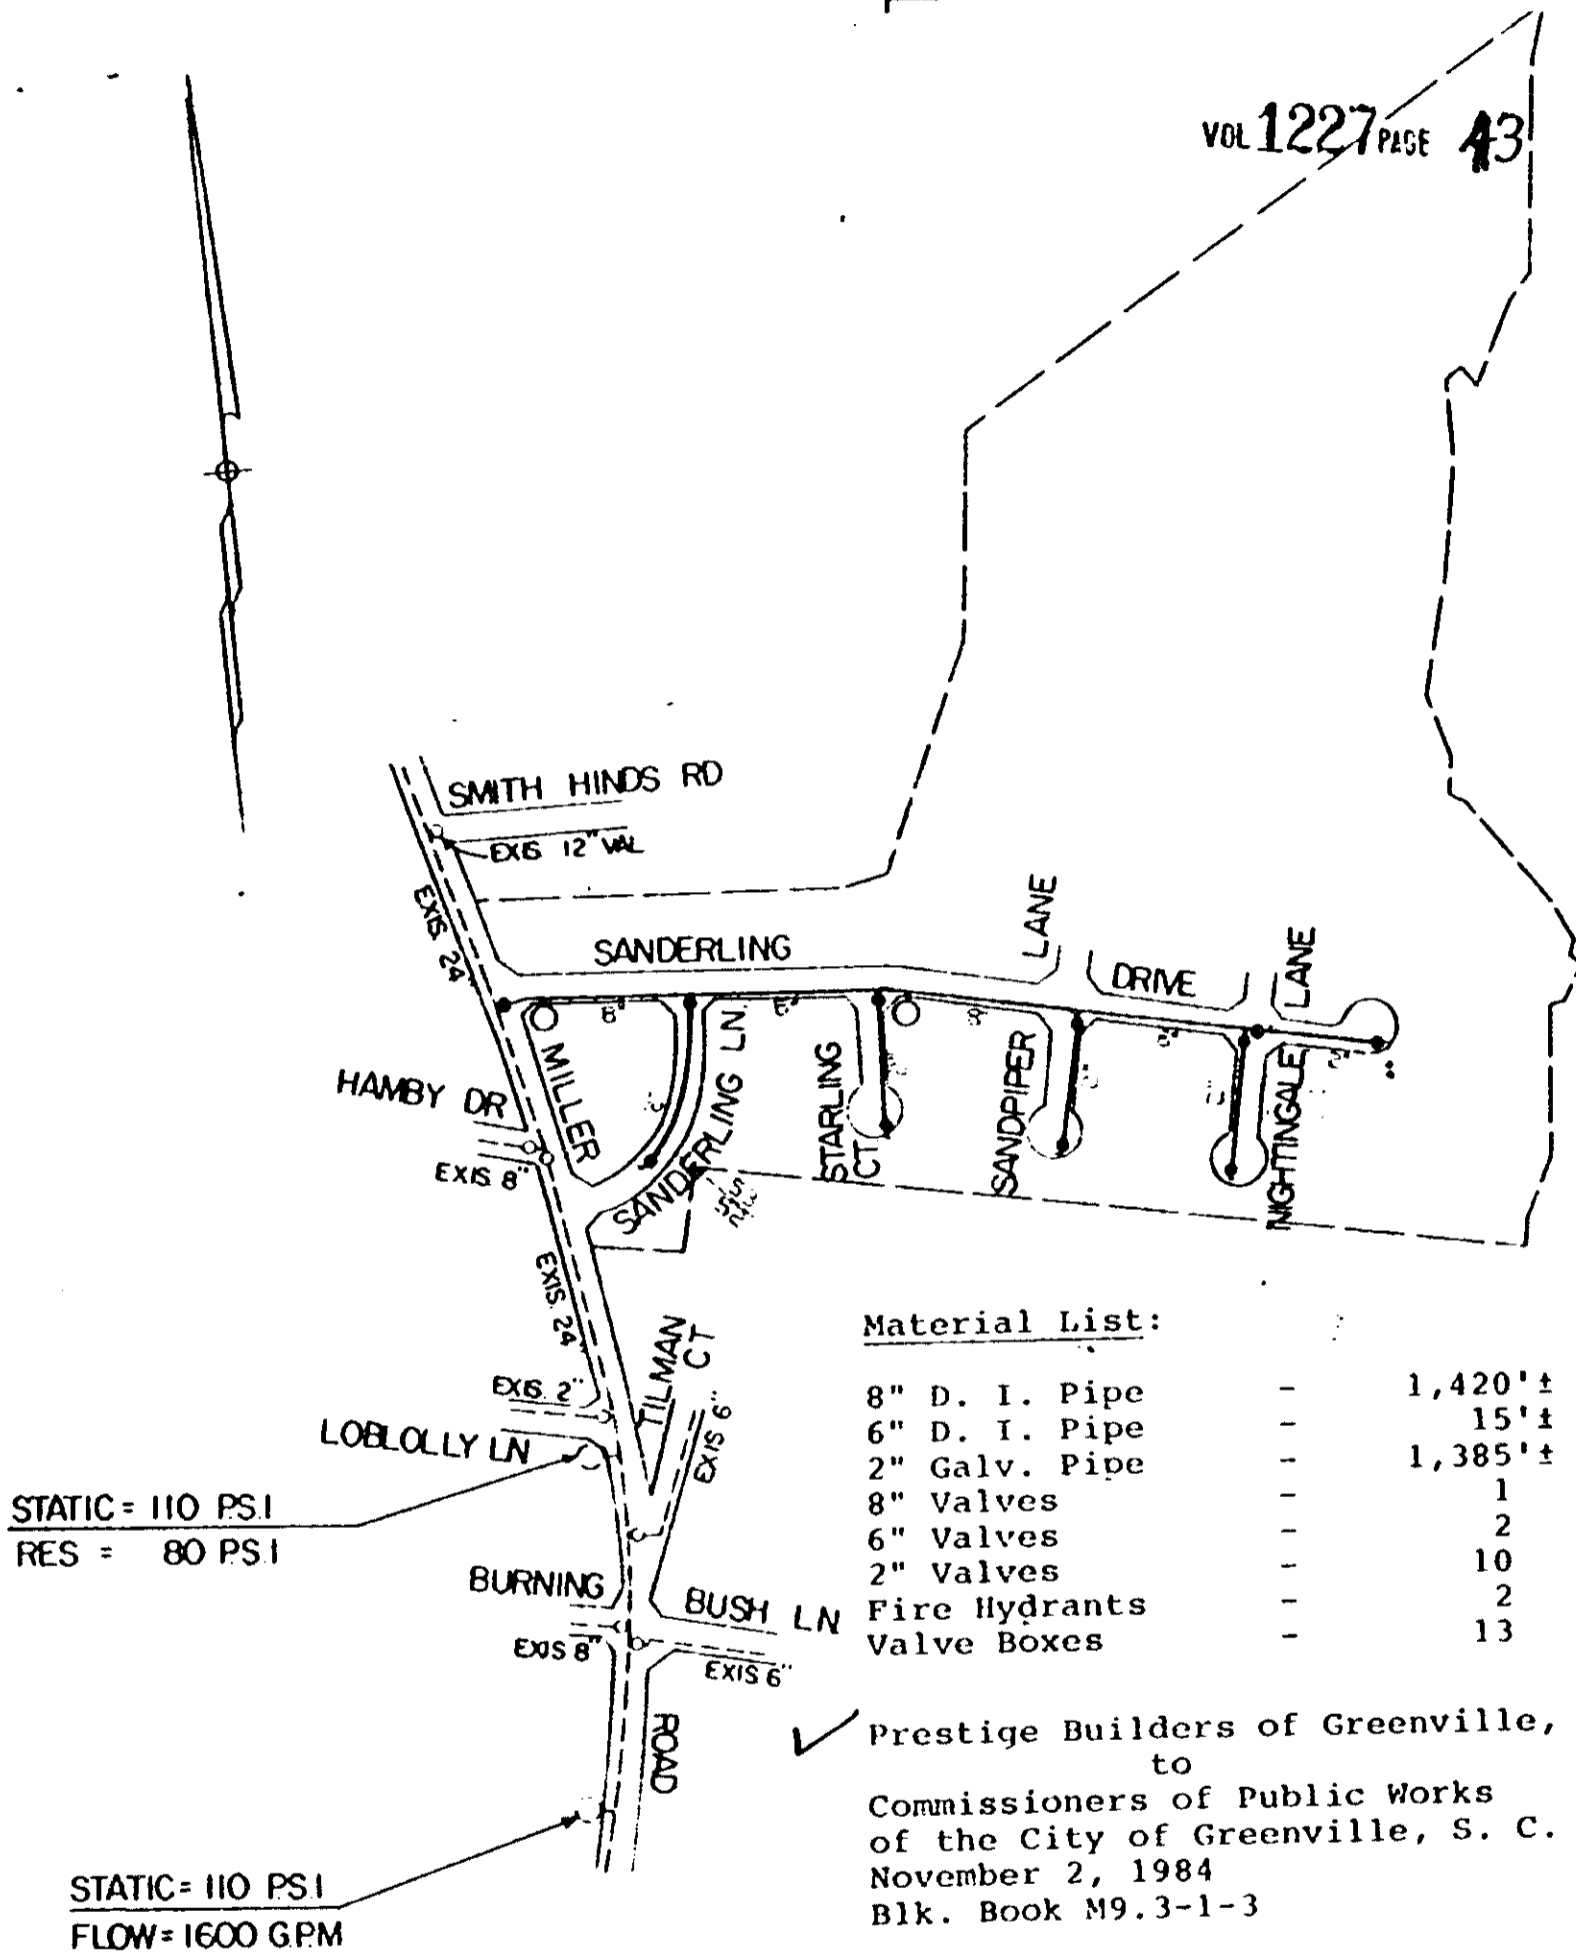 VOL 1227 PAGE 43
SMITH HINDS RD
EXIS 12" VAL
EXIS. 24"
SANDERLING
LANE
DRIVE
LANE
8"
8"
8"
MILLER
HAMBY DR
EXIS 8"
SANDERLING LN.
STARLING
CT
SANDPIPER
NIGHTINGALE
EXIS. 24"
TILMAN
CT
EXIS. 2"
EXIS 6"
LOBLOLLY LN
STATIC = 110 P.S.I
RES = 80 P.S.I
BURNING
BUSH LN
EXIS 8"
EXIS 6"
ROAD
STATIC = 110 P.S.I
FLOW = 1600 G.P.M
Material List:
8" D. I. Pipe - 1,420'±
6" D. I. Pipe - 15'±
2" Galv. Pipe - 1,385'±
8" Valves - 1
6" Valves - 2
2" Valves - 10
Fire Hydrants - 2
Valve Boxes - 13
Prestige Builders of Greenville,
to
Commissioners of Public Works
of the City of Greenville, S. C.
November 2, 1984
Blk. Book M9.3-1-3